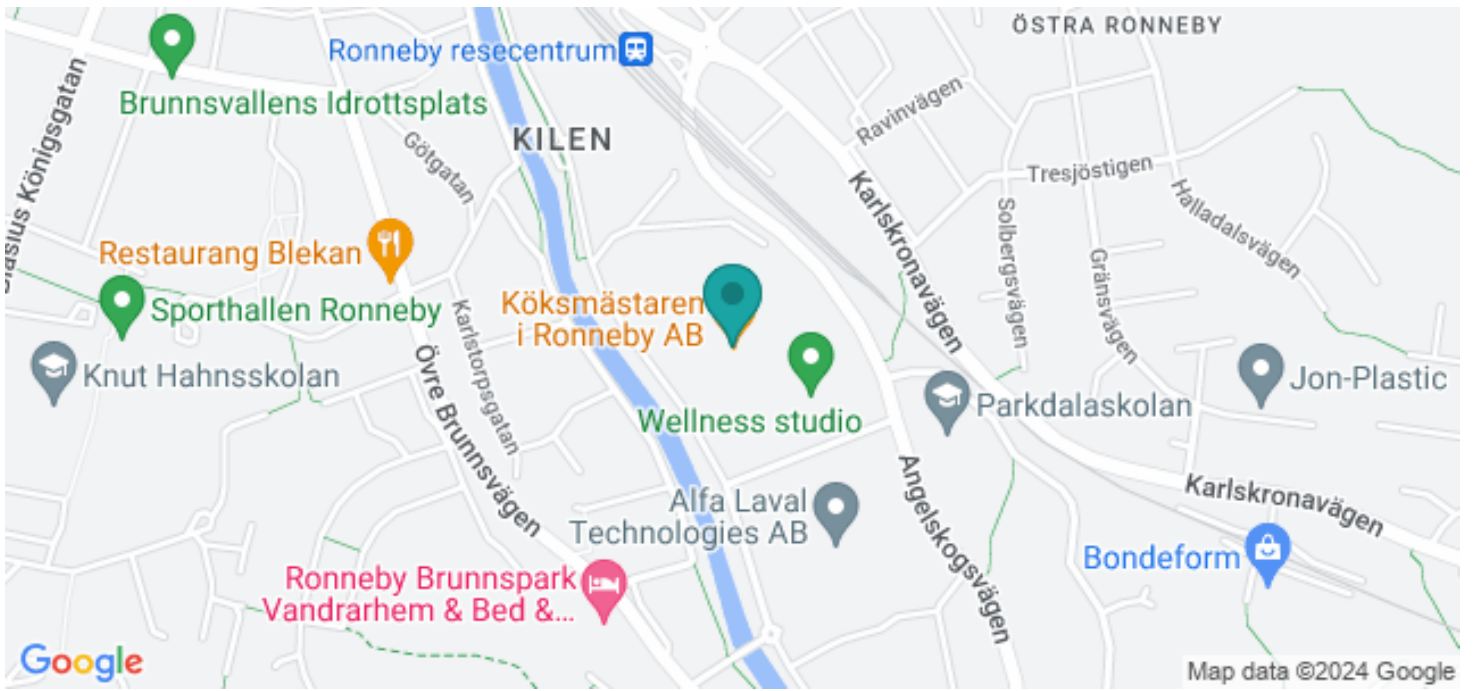 ÖSTRA RONNEBY
Ronneby resecentrum
Brunnsvallens Idrottsplats
KILEN
Ravinvägen
Götgatan
Tresjöstigen
Königsgatan
Karlskronavägen
Solbergsvägen
Halladalsvägen
Gränsvägen
Restaurang Blekan
Sporthallen Ronneby
Köksmästaren
i Ronneby AB
Karlstorpsgatan
Knut Hahnsskolan
Övre Brunnsvägen
Jon-Plastic
Parkdalaskolan
Wellness studio
Angelskogsvägen
Karlskronavägen
Alfa Laval
Technologies AB
Bondeform
Ronneby Brunnspark
Vandrarhem & Bed &...
Google
Map data ©2024 Google